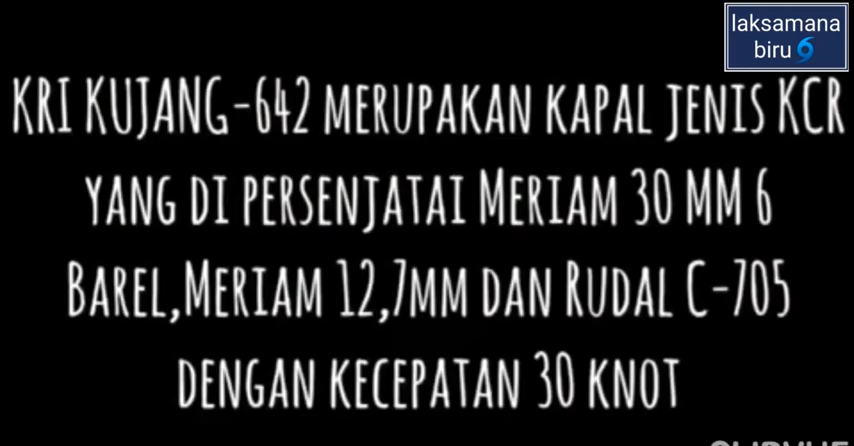 laksamana
biru
KRI KUJANG-642 MERUPAKAN KAPAL JENIS KCR
YANG DI PERSENJATAI MERIAM 30 MM 6
BAREL,MERIAM 12,7MM DAN RUDAL C-705
DENGAN KECEPATAN 30 KNOT